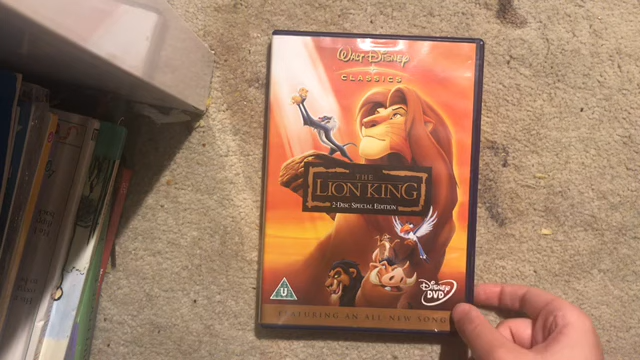 WALT DISNEY
CLASSICS
THE
LION KING
2-DISC SPECIAL EDITION
U
DISNEY
DVD
FEATURING AN ALL NEW SONG